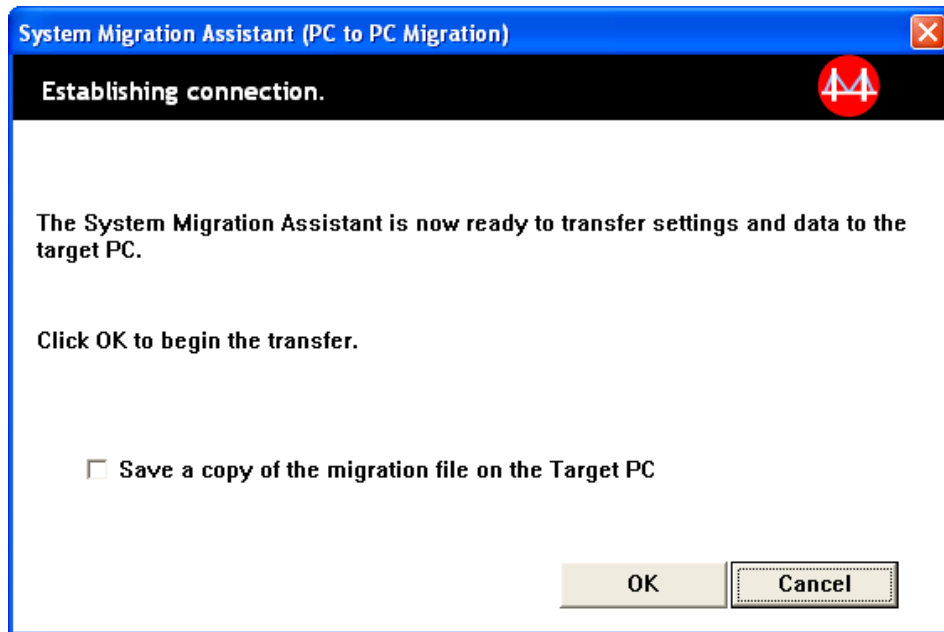 System Migration Assistant (PC to PC Migration)
Establishing connection.
The System Migration Assistant is now ready to transfer settings and data to the
target PC.
Click OK to begin the transfer.
Save a copy of the migration file on the Target PC
OK
Cancel